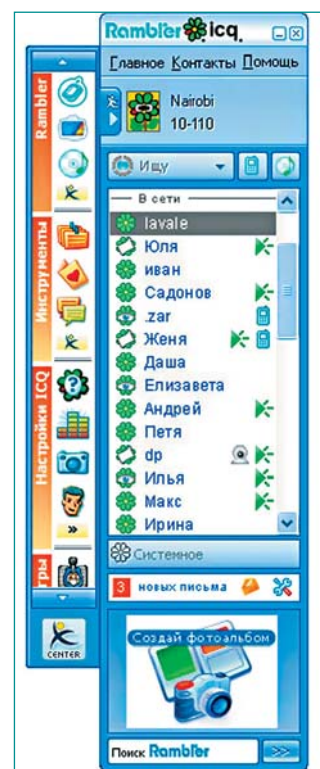 Rambler icq
Главное Контакты Помощь
Nairobi
10-110
Ищу
В сети
lavale
Юля
иван
Садонов
.zar
Женя
Даша
Елизавета
Андрей
Петя
dp
Илья
Макс
Ирина
Системное
3 новых письма
Создай фотоальбом
Поиск Rambler >>
Rambler
Инструменты
Настройки ICQ
»
гры
CENTER